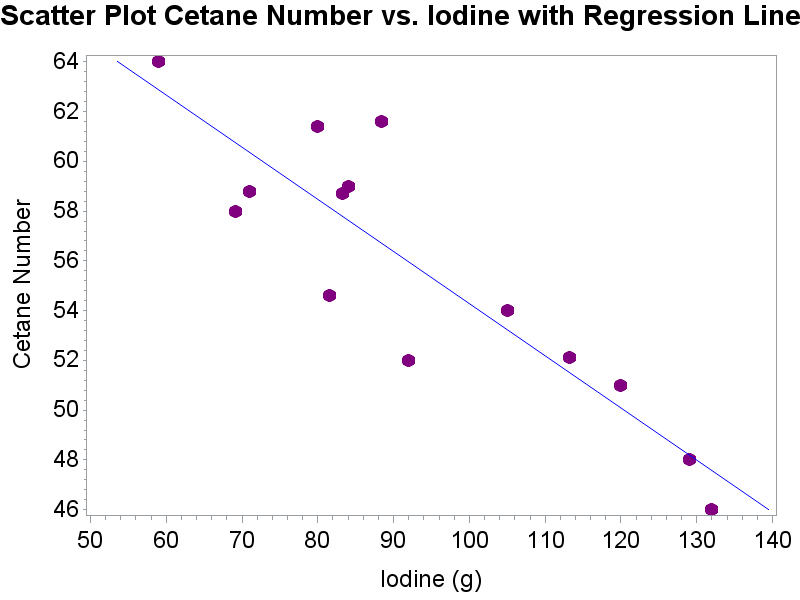 Scatter Plot Cetane Number vs. Iodine with Regression Line
64
62
60
58
56
54
52
50
48
46
Cetane Number
50 60 70 80 90 100 110 120 130 140
Iodine (g)